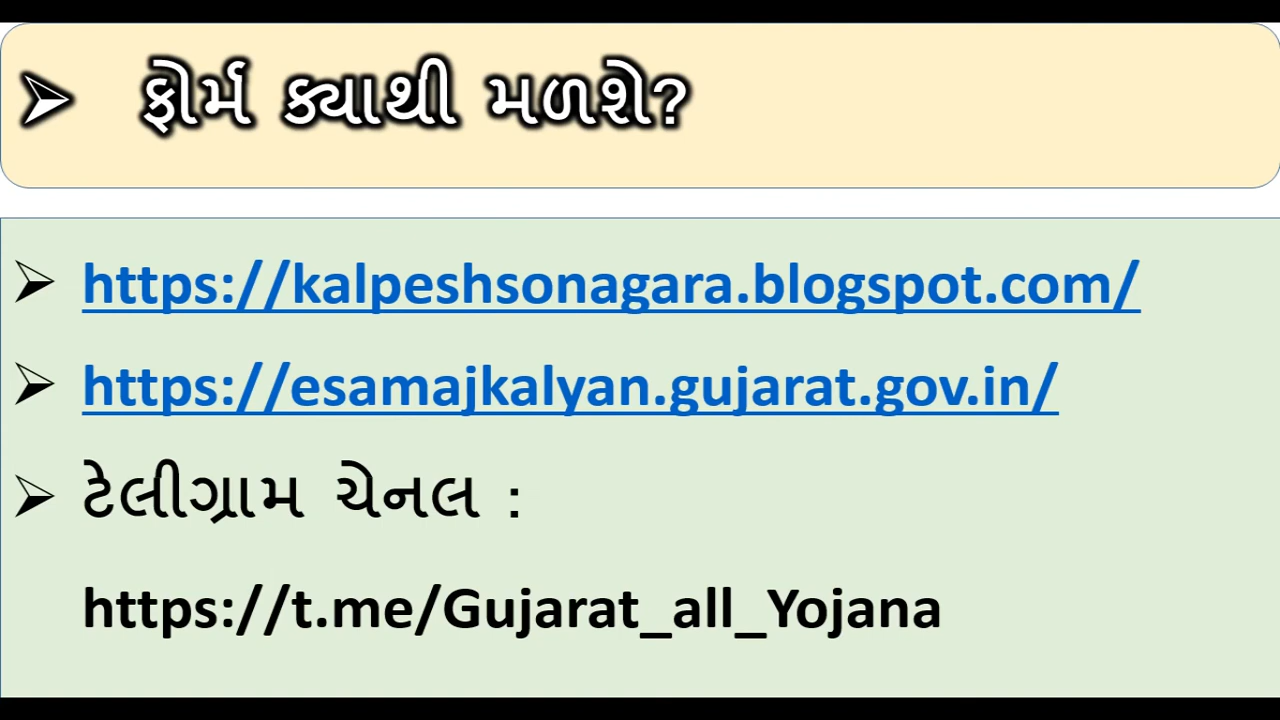 ➢ ફોર્મ ક્યાથી મળશે?
➢ https://kalpeshsonagara.blogspot.com/
➢ https://esamajkalyan.gujarat.gov.in/
➢ ટેલીગ્રામ ચેનલ :
https://t.me/Gujarat_all_Yojana